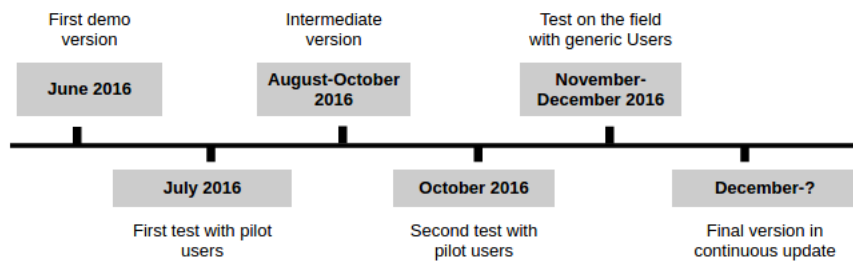 First demo
version
June 2016
Intermediate
version
August-October
2016
Test on the field
with generic Users
November-
December 2016
July 2016
First test with pilot
users
October 2016
Second test with
pilot users
December-?
Final version in
continuous update